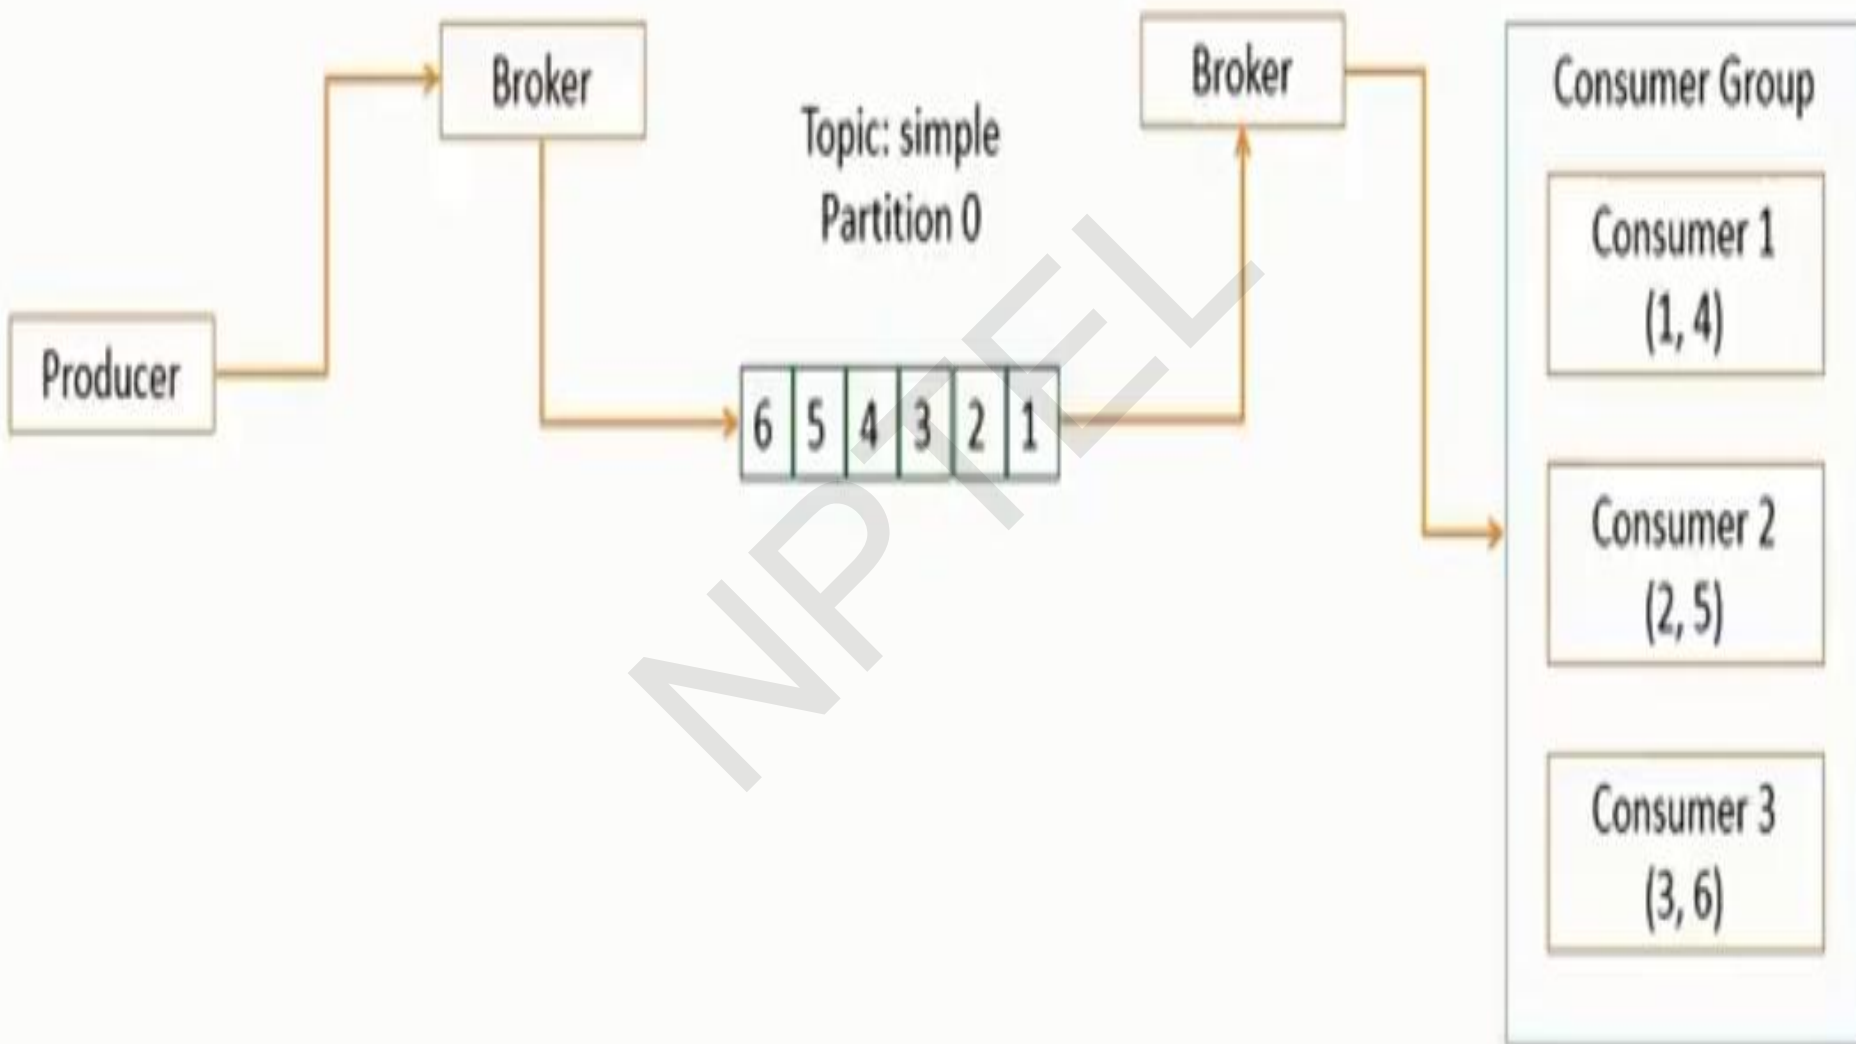 Producer
Broker
Topic: simple
Partition 0
6 5 4 3 2 1
Broker
Consumer Group
Consumer 1
(1, 4)
Consumer 2
(2, 5)
Consumer 3
(3, 6)
NPTEL